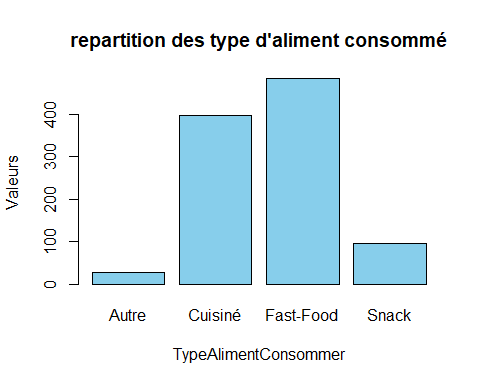 repartition des type d'aliment consommé
Valeurs
400
300
200
100
0
Autre Cuisiné Fast-Food Snack
TypeAlimentConsommer